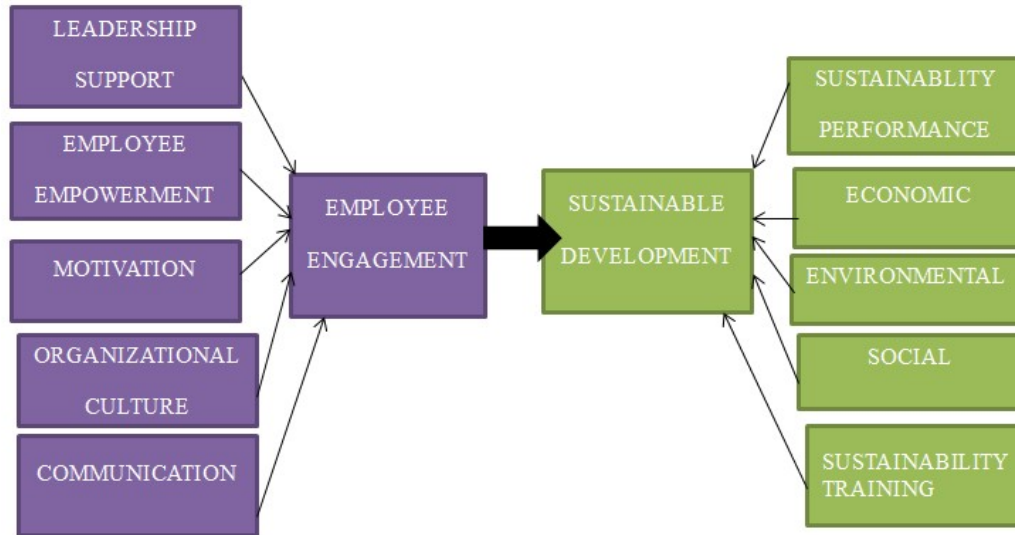 LEADERSHIP
SUPPORT
EMPLOYEE
EMPOWERMENT
MOTIVATION
ORGANIZATIONAL
CULTURE
COMMUNICATION
EMPLOYEE
ENGAGEMENT
SUSTAINABLE
DEVELOPMENT
SUSTAINABLITY
PERFORMANCE
ECONOMIC
ENVIRONMENTAL
SOCIAL
SUSTAINABILITY
TRAINING